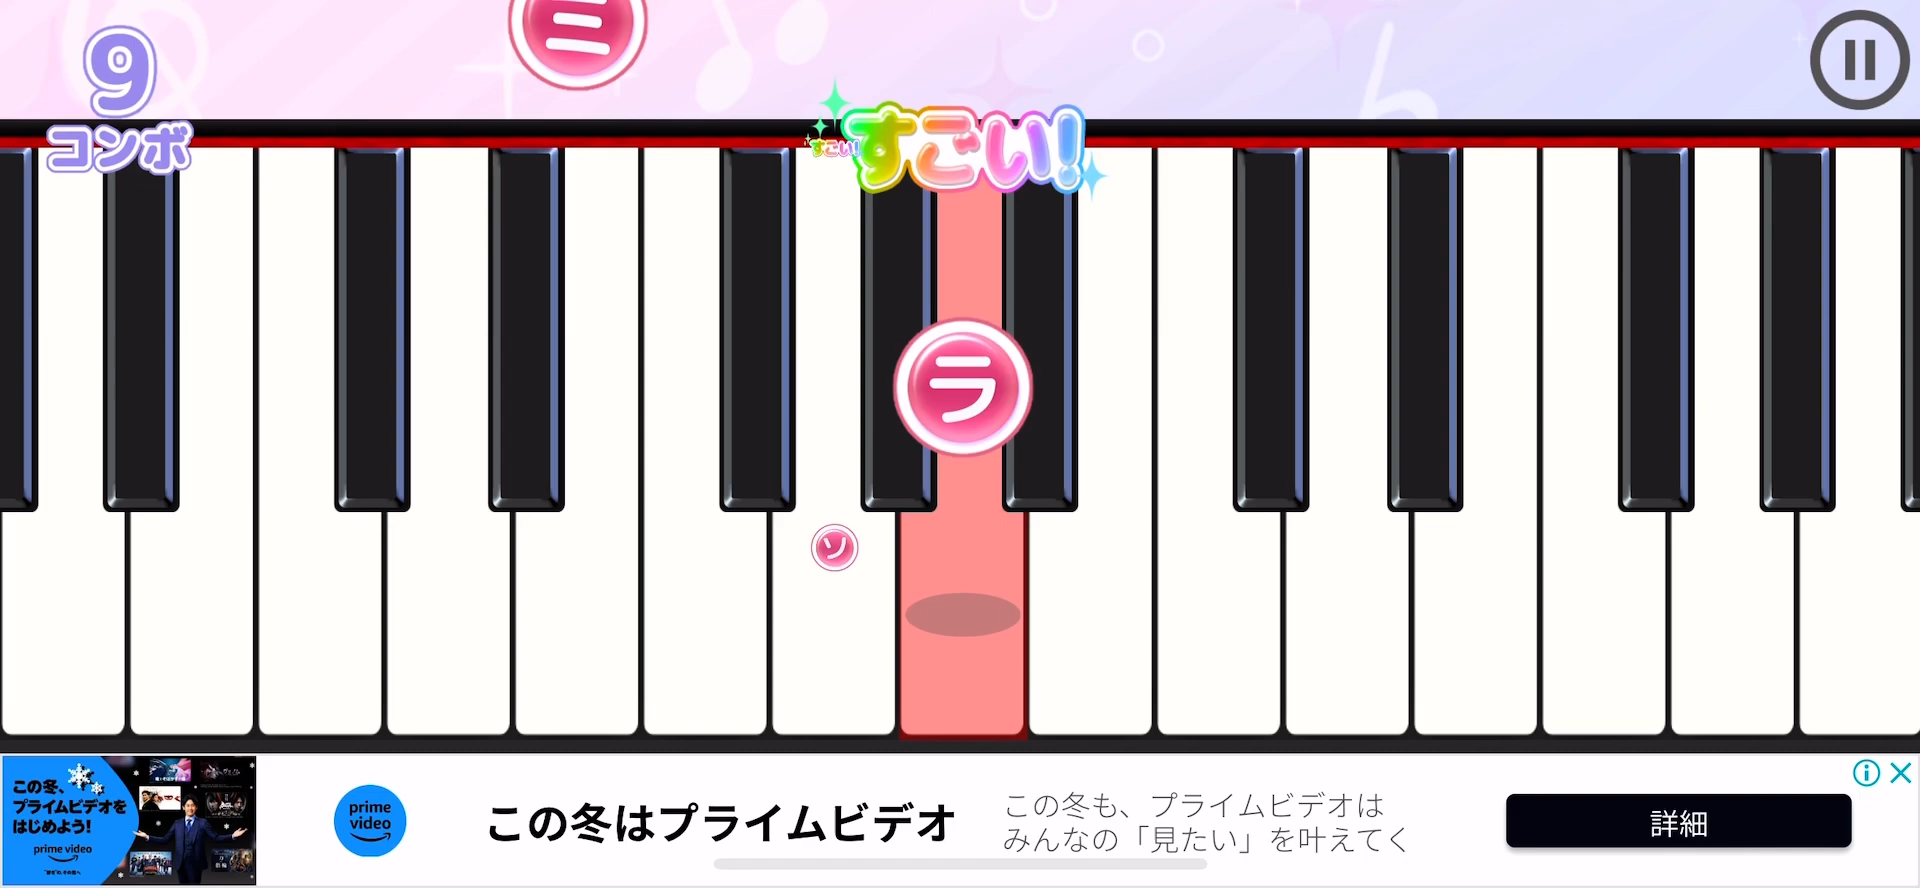 ミ
9
コンボ
すごい!
すごい!
ラ
ソ
この冬、
プライムビデオを
はじめよう!
prime video
prime
video
この冬はプライムビデオ
この冬も、プライムビデオは
みんなの「見たい」を叶えてく
詳細